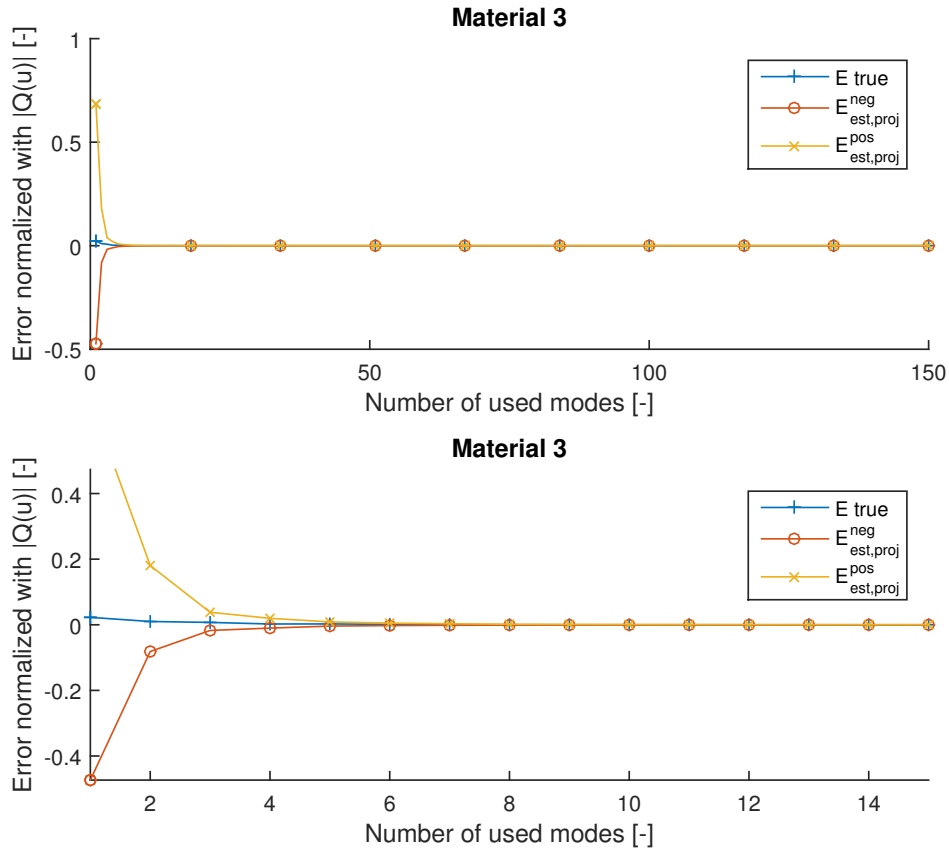 Material 3
Error normalized with |Q(u)| [-]
1
0.5
0
-0.5
0
50
100
150
Number of used modes [-]
E true
E^neg_est,proj
E^pos_est,proj
Material 3
Error normalized with |Q(u)| [-]
0.4
0.2
0
-0.2
-0.4
2
4
6
8
10
12
14
Number of used modes [-]
E true
E^neg_est,proj
E^pos_est,proj